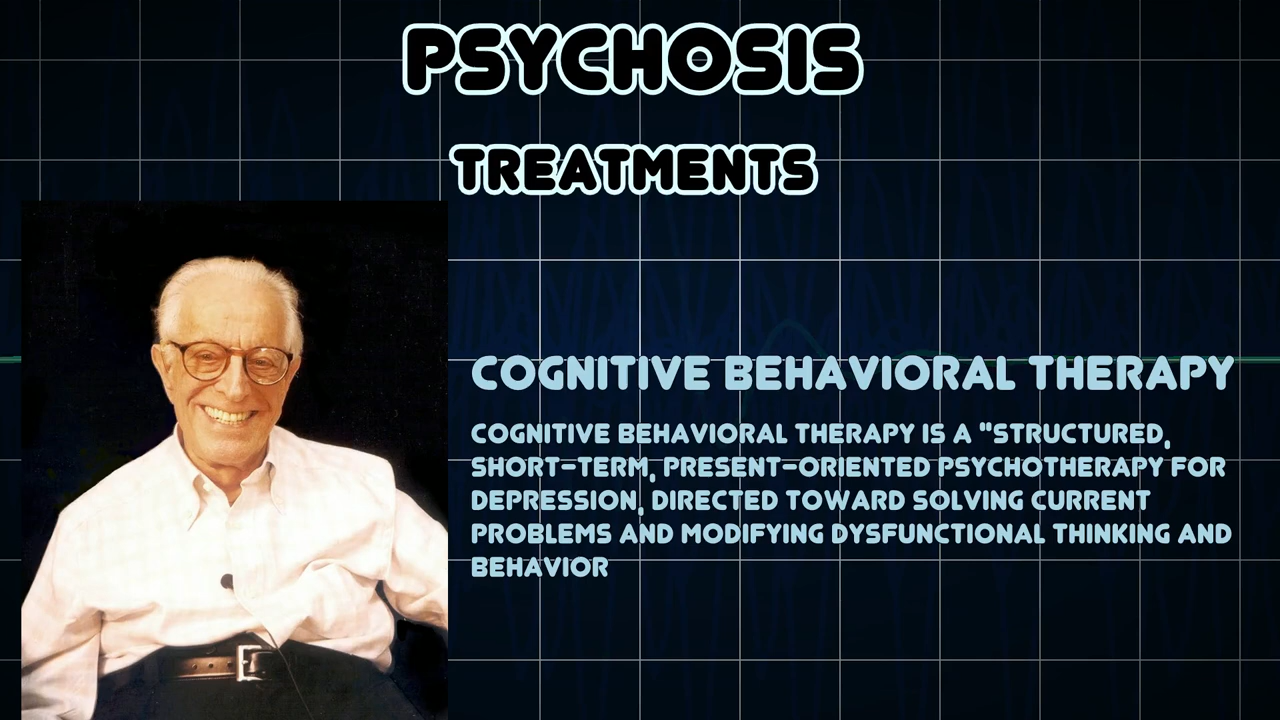 PSYCHOSIS
TREATMENTS
COGNITIVE BEHAVIORAL THERAPY
COGNITIVE BEHAVIORAL THERAPY IS A "STRUCTURED,
SHORT-TERM, PRESENT-ORIENTED PSYCHOTHERAPY FOR
DEPRESSION, DIRECTED TOWARD SOLVING CURRENT
PROBLEMS AND MODIFYING DYSFUNCTIONAL THINKING AND
BEHAVIOR